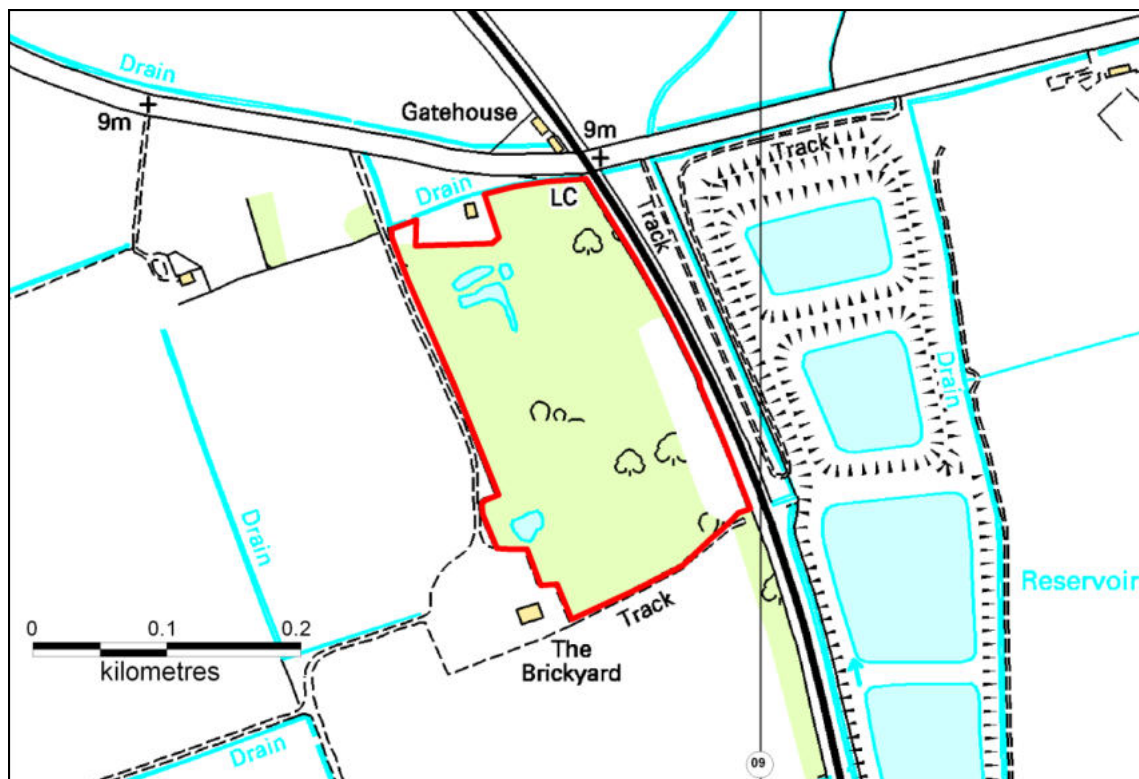 Drain
9m
Gatehouse
9m
Track
Drain
LC
Track
Drain
Drain
Reservoir
0 0.1 0.2
kilometres
Track
The
Brickyard
Drain
09